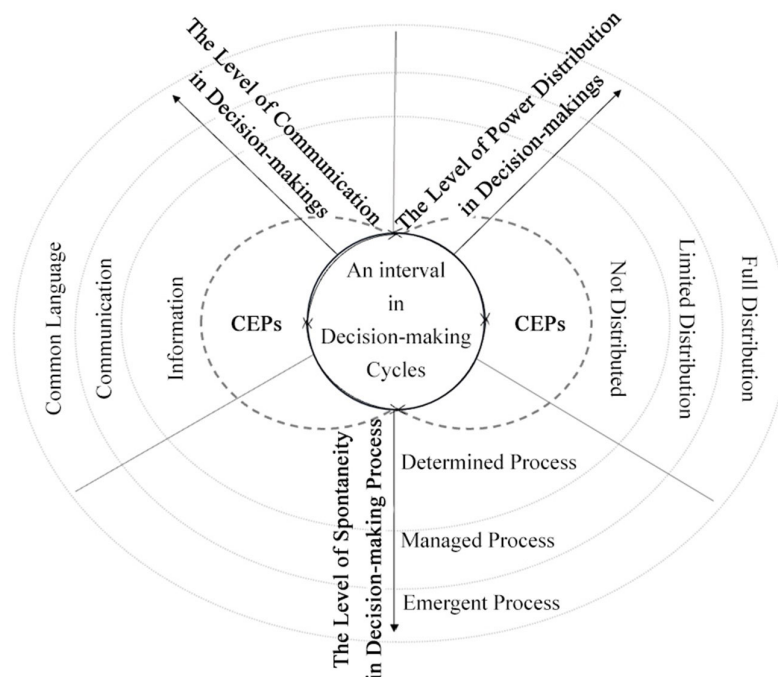 The Level of Communication
in Decision-makings
The Level of Power Distribution
in Decision-makings
Common Language
Communication
Information
CEPs
An interval
in
Decision-making
Cycles
CEPs
Not Distributed
Limited Distribution
Full Distribution
The Level of Spontaneity
in Decision-making Process
Determined Process
Managed Process
Emergent Process